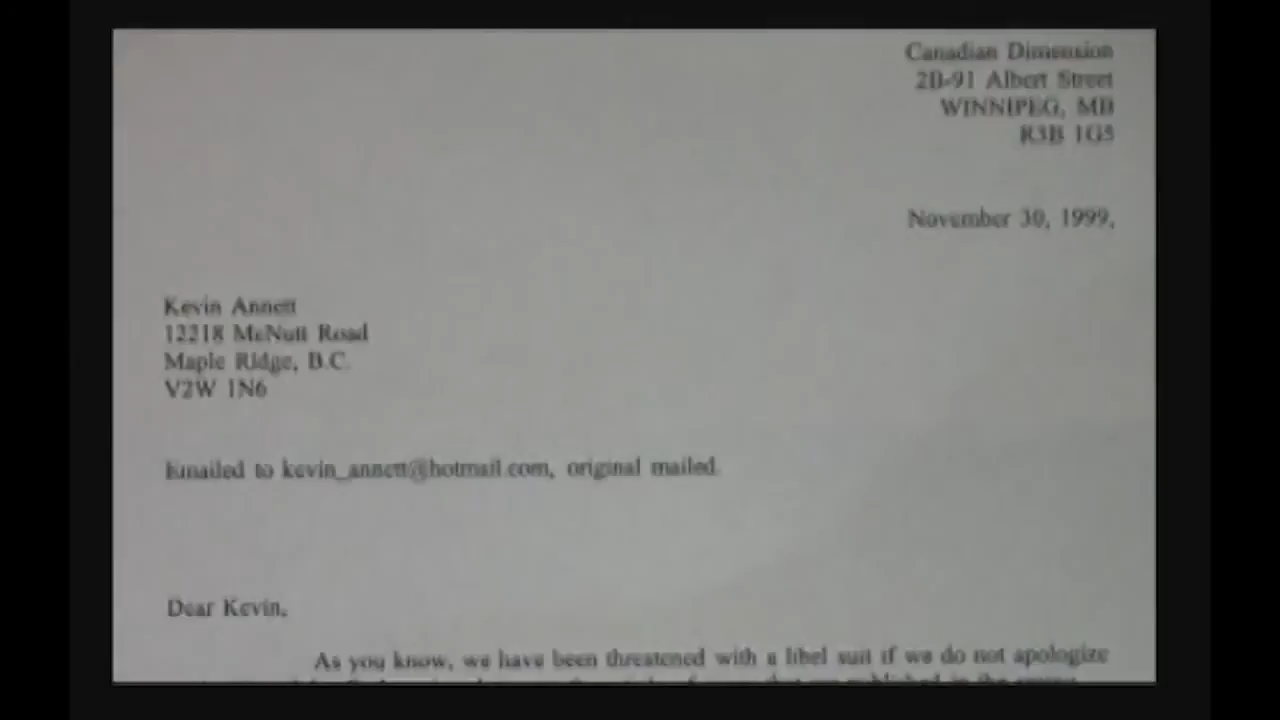 Canadian Dimension
2B-91 Albert Street
WINNIPEG, MB
R3B 1G5
November 30, 1999,
Kevin Annett
12218 McNutt Road
Maple Ridge, B.C.
V2W 1N6
Emailed to kevin_annett@hotmail.com, original mailed.
Dear Kevin,
As you know, we have been threatened with a libel suit if we do not apologize